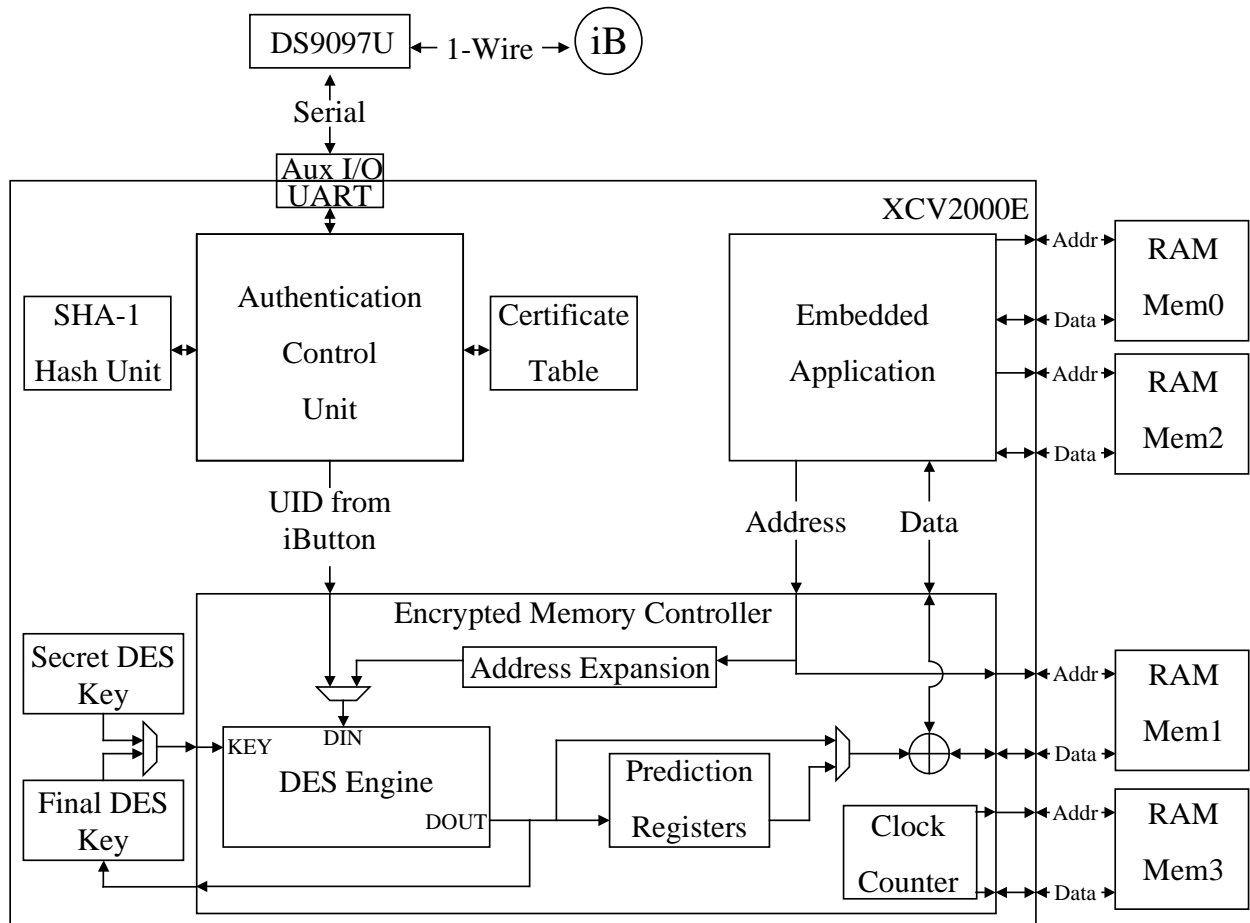 DS9097U
1-Wire
iB
Serial
Aux I/O
UART
XCV2000E
Authentication
Control
Unit
SHA-1
Hash Unit
Certificate
Table
Embedded
Application
Addr
Data
RAM
Mem0
Addr
Data
RAM
Mem2
UID from
iButton
Address
Data
Encrypted Memory Controller
Secret DES
Key
Address Expansion
KEY
DIN
DES Engine
DOUT
Final DES
Key
Prediction
Registers
Clock
Counter
Addr
Data
RAM
Mem1
Addr
Data
RAM
Mem3